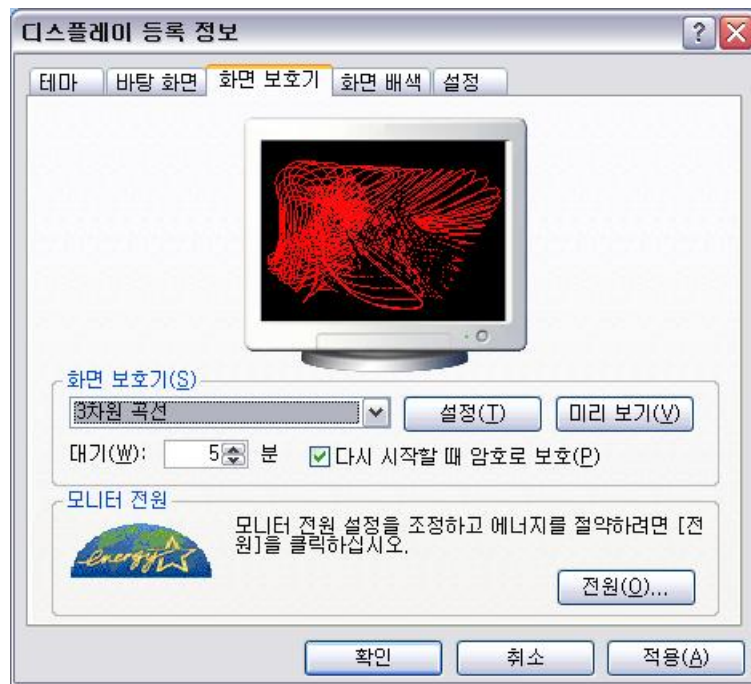 디스플레이 등록 정보
테마 바탕 화면 화면 보호기 화면 배색 설정
화면 보호기(S)
3차원 곡선 설정(T) 미리 보기(V)
대기(W): 5 분 다시 시작할 때 암호로 보호(P)
모니터 전원
모니터 전원 설정을 조정하고 에너지를 절약하려면 [전
원]을 클릭하십시오.
energy
전원(O)...
확인 취소 적용(A)